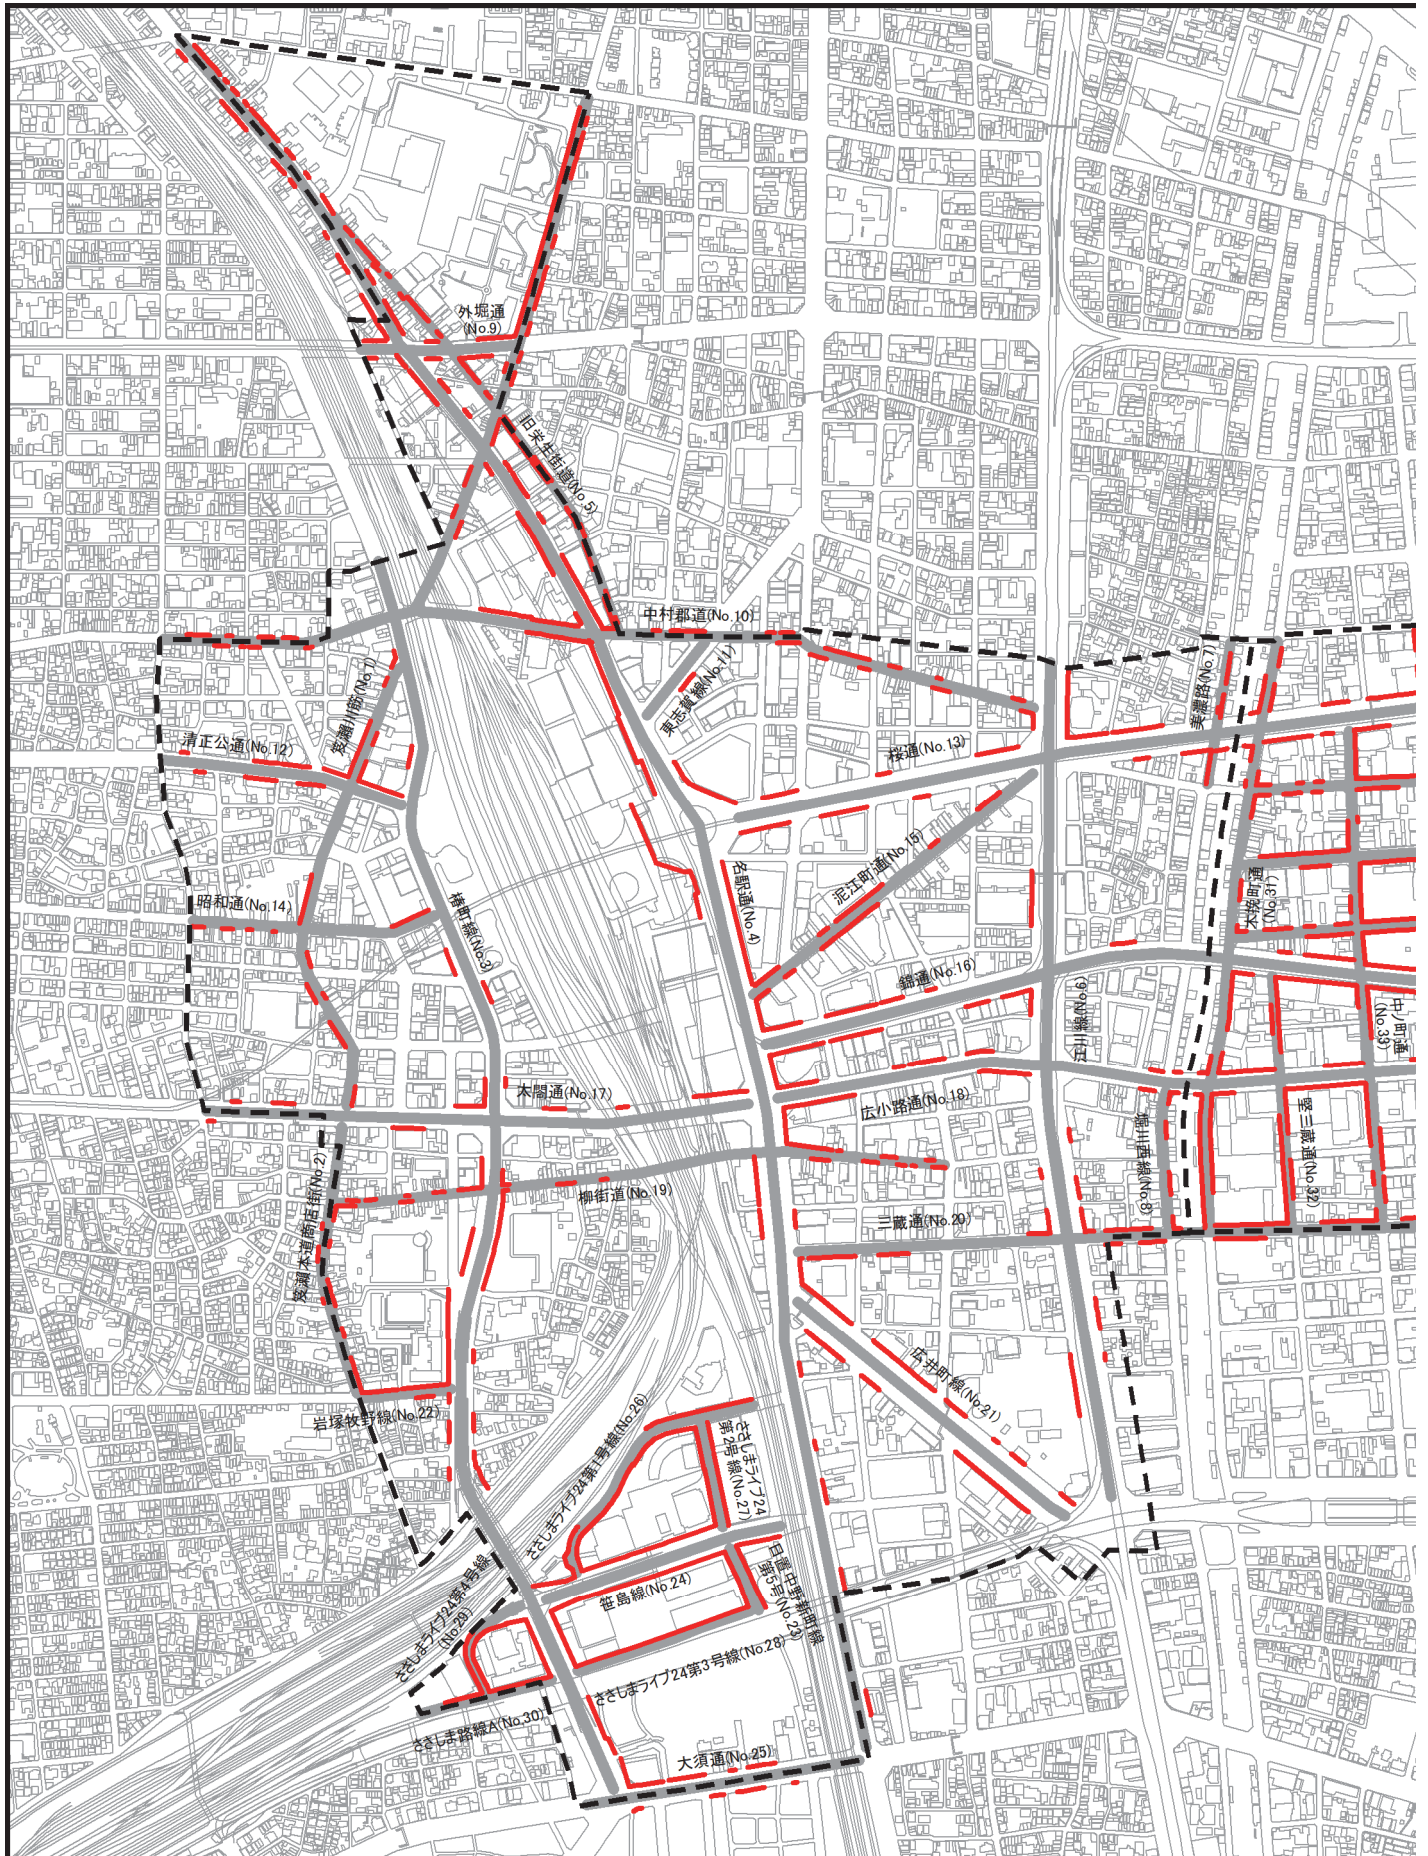 外堀通
(No.9)
旧栄生街道(No.5)
中村郡道(No.10)
東志賀線(No.11)
美濃路(No.7)
笈瀬川筋(No.1)
清正公通(No.12)
桜通(No.13)
名駅通(No.4)
泥江町通(No.15)
木挽町通
(No.31)
昭和通(No.14)
椿町線(No.3)
錦通(No.16)
江川線(No.6)
中ノ町通
(No.33)
太閤通(No.17)
広小路通(No.18)
堀川西線(No.8)
竪三蔵通(No.32)
笈瀬本通商店街(No.2)
柳街道(No.19)
三蔵通(No.20)
広井町線(No.21)
岩塚牧野線(No.22)
ささしまライブ24第1号線(No.26)
ささしまライブ24
第2号線(No.27)
日置中野新町線
第5号(No.23)
笹島線(No.24)
ささしまライブ24第4号線
(No.29)
ささしまライブ24第3号線(No.28)
ささしま路線A(No.30)
大須通(No.25)